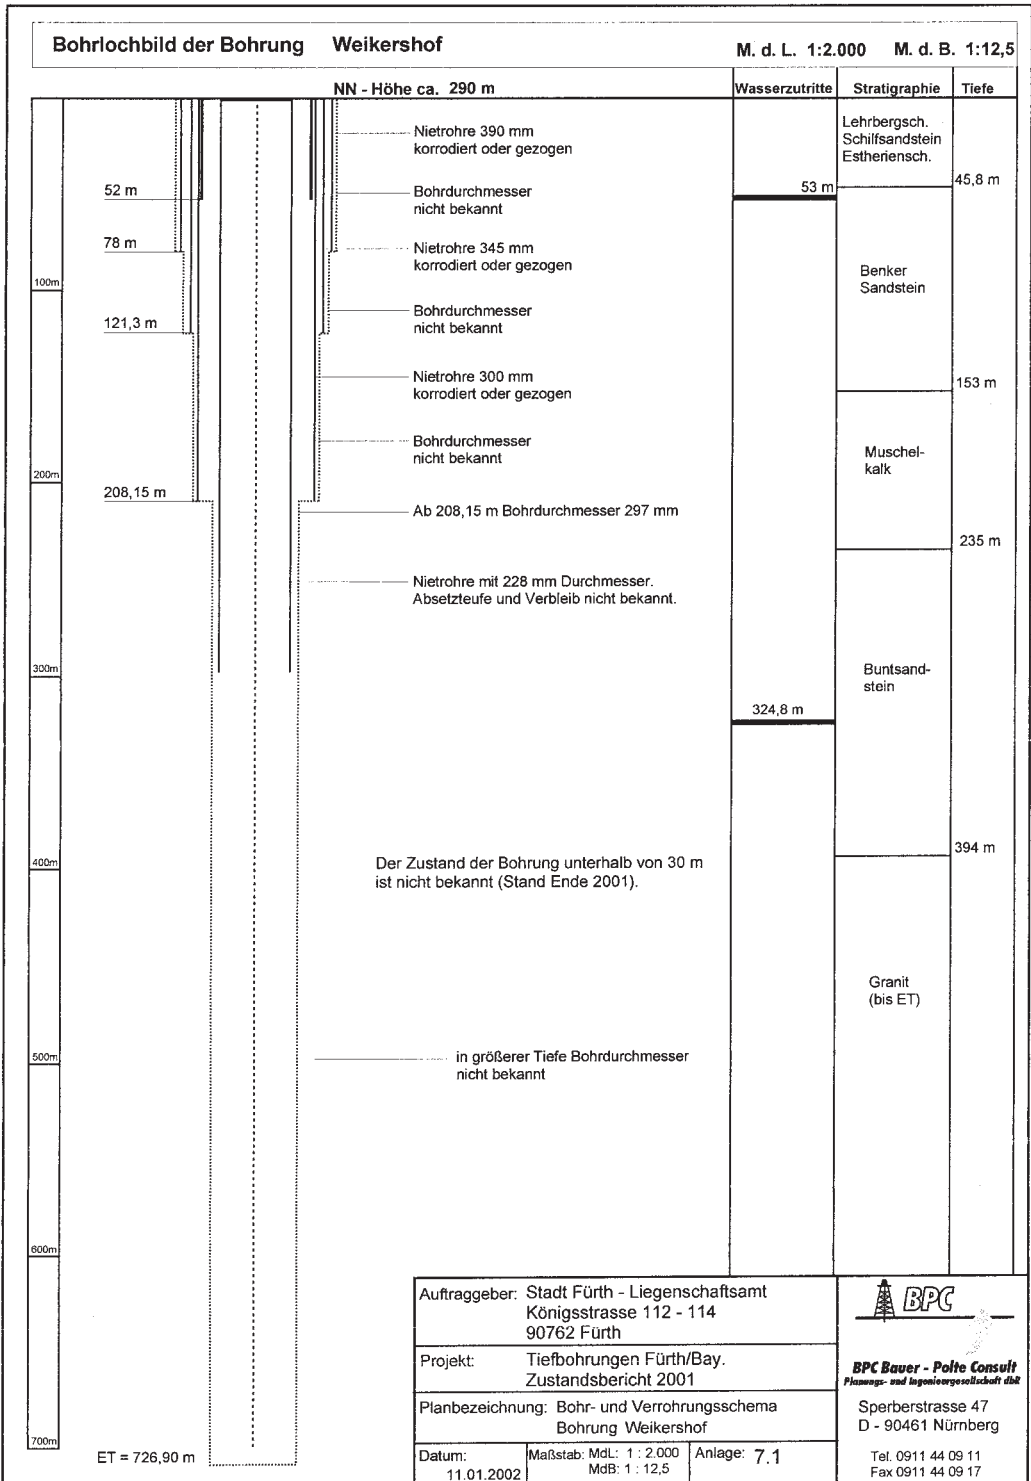 Bohrlochbild der Bohrung Weikershof
M. d. L. 1:2.000 M. d. B. 1:12,5
NN - Höhe ca. 290 m
Wasserzutritte
Stratigraphie
Tiefe
Nietrohre 390 mm
korrodiert oder gezogen
Bohrdurchmesser
nicht bekannt
Nietrohre 345 mm
korrodiert oder gezogen
Bohrdurchmesser
nicht bekannt
Nietrohre 300 mm
korrodiert oder gezogen
Bohrdurchmesser
nicht bekannt
Ab 208,15 m Bohrdurchmesser 297 mm
Nietrohre mit 228 mm Durchmesser.
Absetzteufe und Verbleib nicht bekannt.
Der Zustand der Bohrung unterhalb von 30 m
ist nicht bekannt (Stand Ende 2001).
in größerer Tiefe Bohrdurchmesser
nicht bekannt
52 m
78 m
121,3 m
208,15 m
ET = 726,90 m
100m
200m
300m
400m
500m
600m
700m
53 m
324,8 m
Lehrbergsch.
Schilfsandstein
Estheriensch.
Benker
Sandstein
Muschel-
kalk
Buntsand-
stein
Granit
(bis ET)
45,8 m
153 m
235 m
394 m
Auftraggeber: Stadt Fürth - Liegenschaftsamt
Königsstrasse 112 - 114
90762 Fürth
Projekt: Tiefbohrungen Fürth/Bay.
Zustandsbericht 2001
Planbezeichnung: Bohr- und Verrohrungsschema
Bohrung Weikershof
Datum:
11.01.2002
Maßstab: MdL: 1 : 2.000
MdB: 1 : 12,5
Anlage: 7.1
BPC
BPC Bauer - Polte Consult
Planungs- und Ingenieurgesellschaft dbR
Sperberstrasse 47
D - 90461 Nürnberg
Tel. 0911 44 09 11
Fax 0911 44 09 17